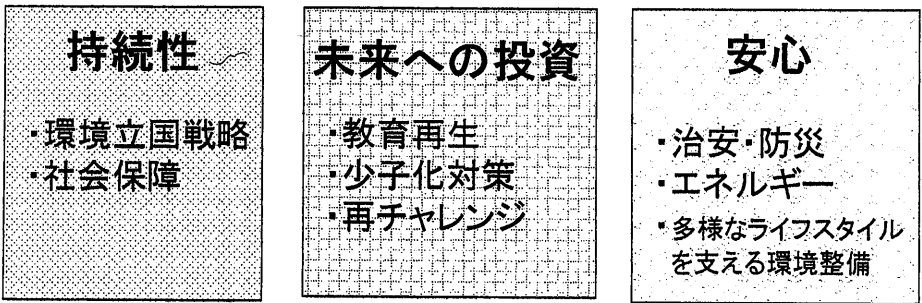 持続性
・環境立国戦略
・社会保障
未来への投資
・教育再生
・少子化対策
・再チャレンジ
安心
・治安・防災
・エネルギー
・多様なライフスタイル
を支える環境整備